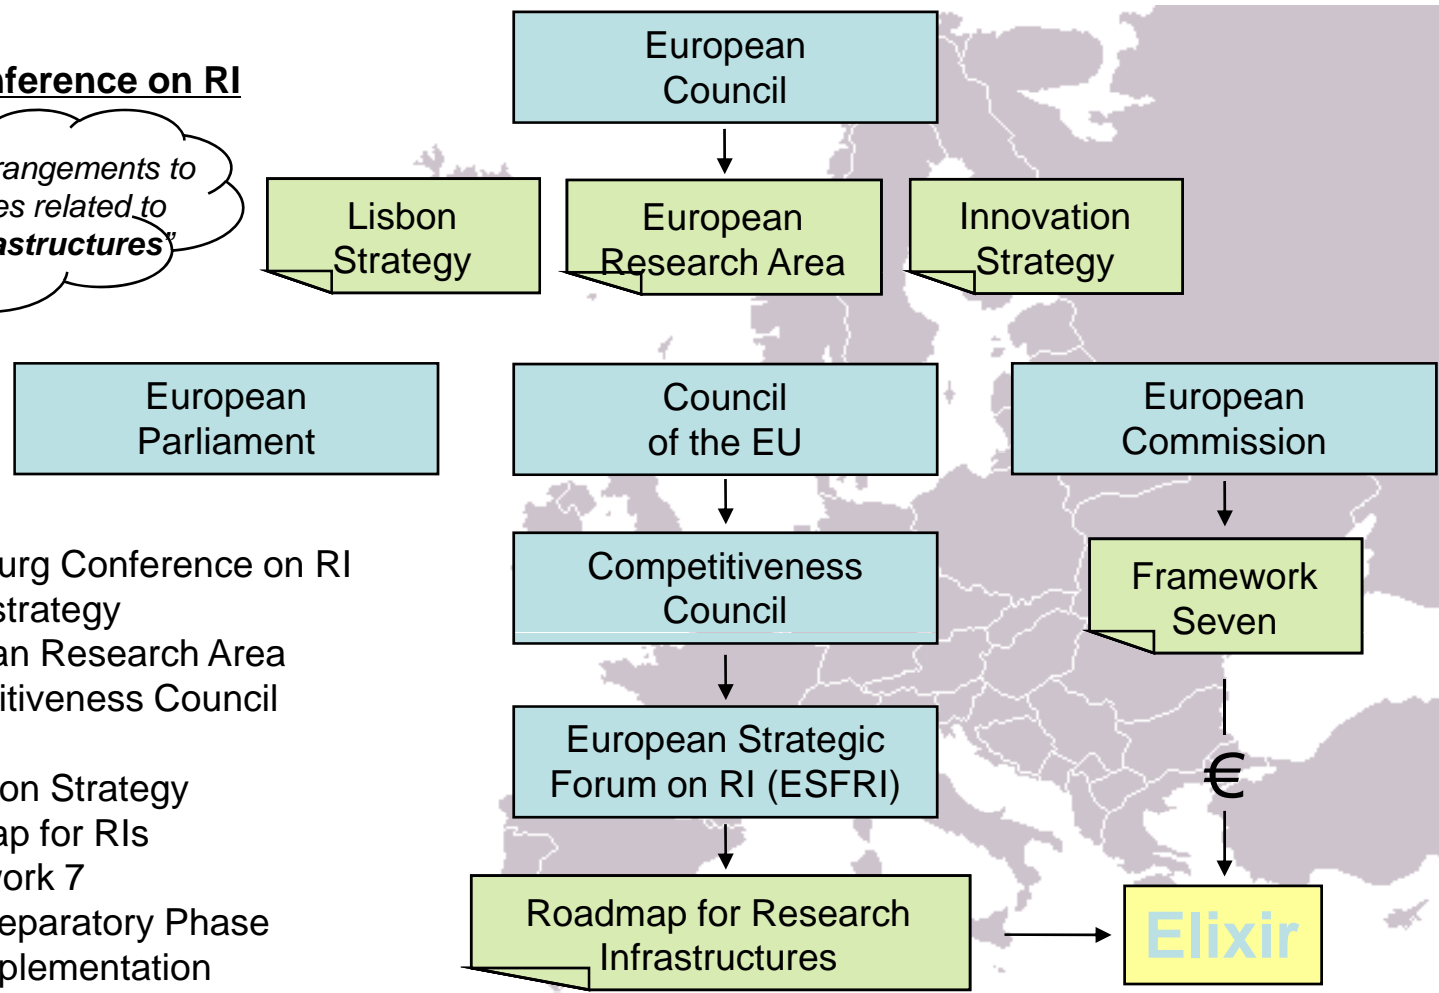 European
Council
nference on RI
rangements to
es related to
astructures”
Lisbon
Strategy
European
Research Area
Innovation
Strategy
European
Parliament
Council
of the EU
European
Commission
urg Conference on RI
strategy
an Research Area
itiveness Council
on Strategy
ap for RIs
work 7
eparatory Phase
plementation
Competitiveness
Council
Framework
Seven
European Strategic
Forum on RI (ESFRI)
€
Roadmap for Research
Infrastructures
Elixir